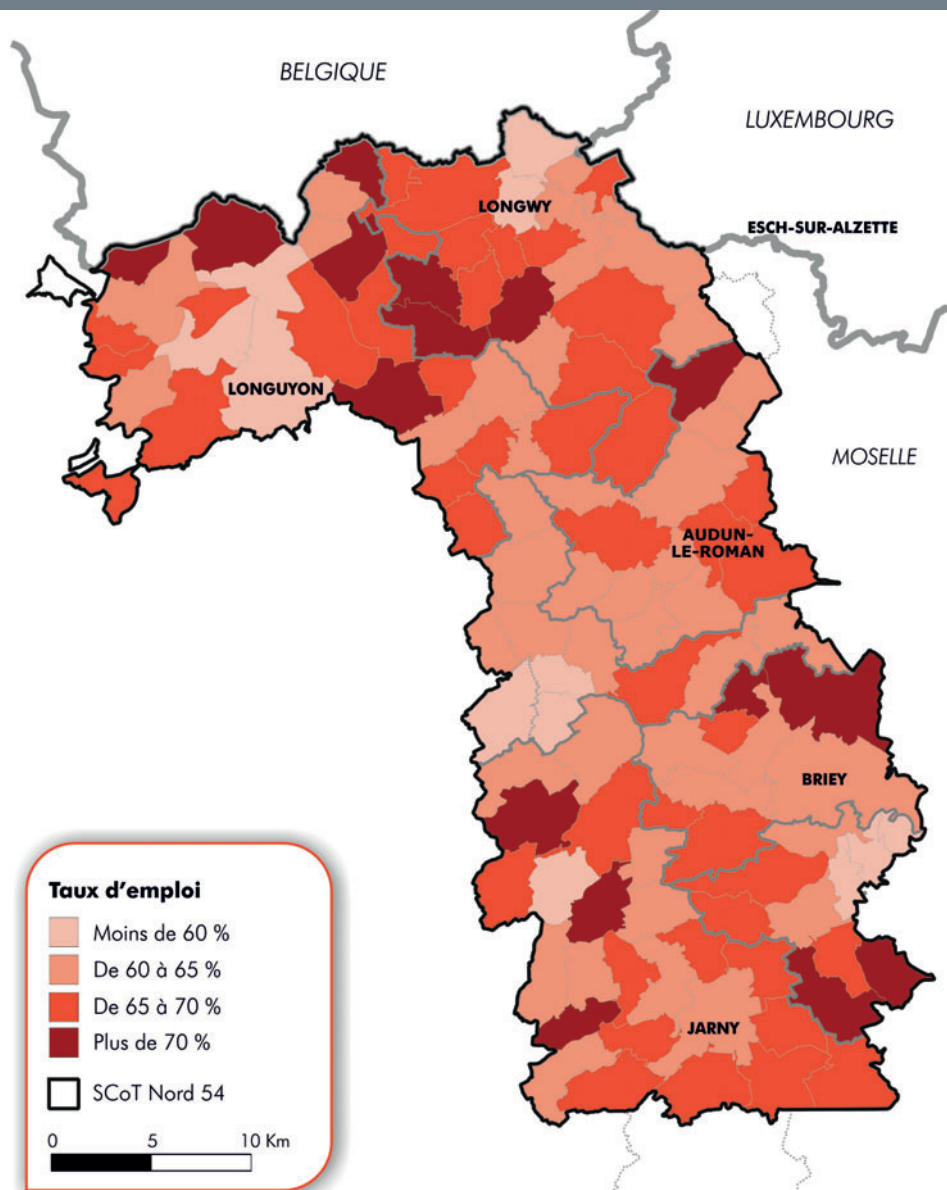 BELGIQUE
LUXEMBOURG
LONGWY
ESCH-SUR-ALZETTE
LONGUYON
MOSELLE
AUDUN-
LE-ROMAN
BRIEY
JARNY
Taux d'emploi
Moins de 60 %
De 60 à 65 %
De 65 à 70 %
Plus de 70 %
SCoT Nord 54
0 5 10 Km